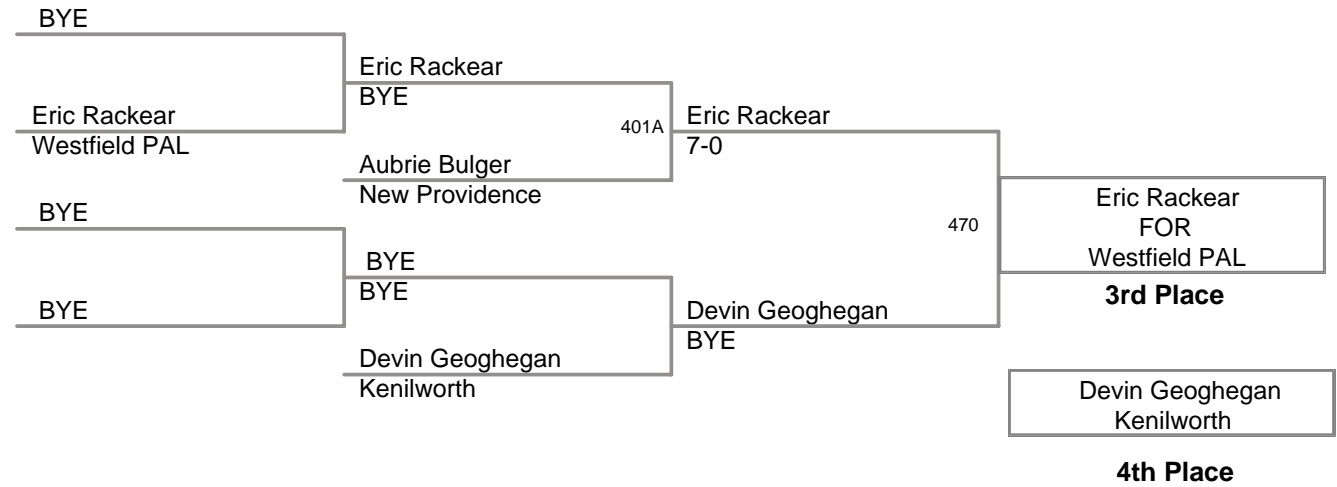 BYE
Eric Rackear
BYE
Eric Rackear
Westfield PAL
401A
Eric Rackear
7-0
Aubrie Bulger
New Providence
BYE
470
Eric Rackear
FOR
Westfield PAL
3rd Place
BYE
BYE
BYE
Devin Geoghegan
BYE
Devin Geoghegan
Kenilworth
Devin Geoghegan
Kenilworth
4th Place